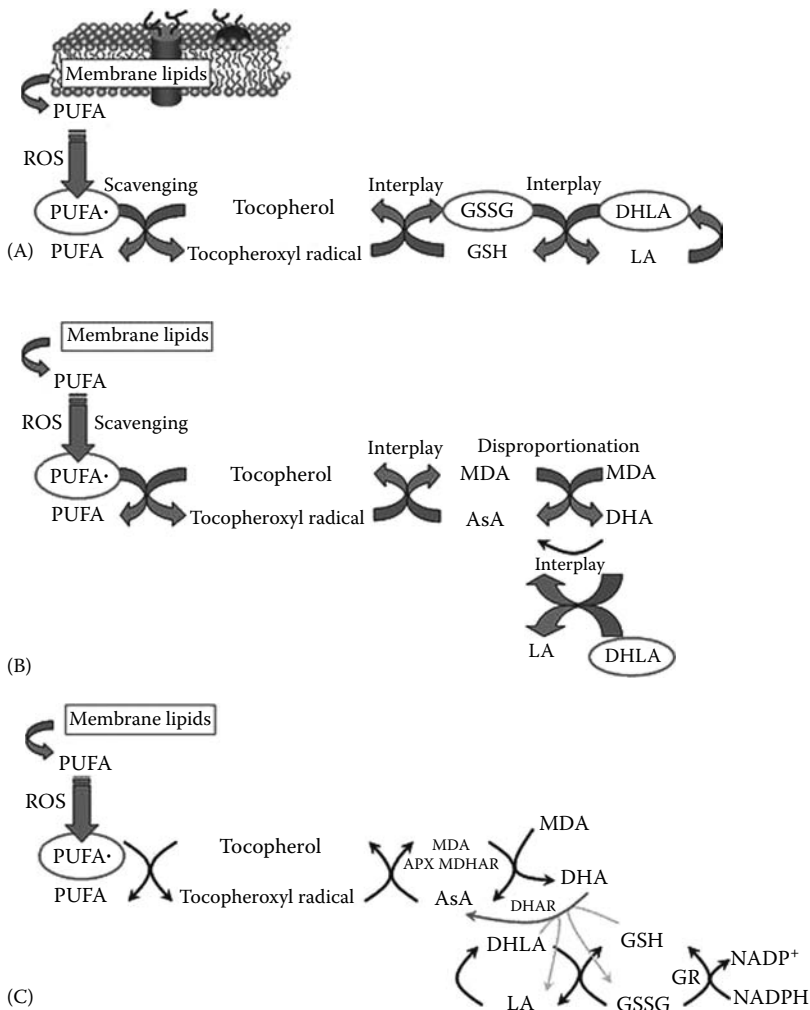 Membrane lipids
PUFA
ROS
Scavenging
Interplay
Interplay
PUFA·
Tocopherol
GSSG
DHLA
(A)
PUFA
Tocopheroxyl radical
GSH
LA
Membrane lipids
PUFA
ROS
Scavenging
Interplay
Disproportionation
PUFA·
Tocopherol
MDA
MDA
PUFA
Tocopheroxyl radical
AsA
DHA
Interplay
LA
DHLA
(B)
Membrane lipids
PUFA
ROS
MDA
PUFA·
Tocopherol
MDA
APX MDHAR
DHA
PUFA
Tocopheroxyl radical
AsA
DHAR
DHLA
GSH
NADP+
GR
(C)
LA
GSSG
NADPH